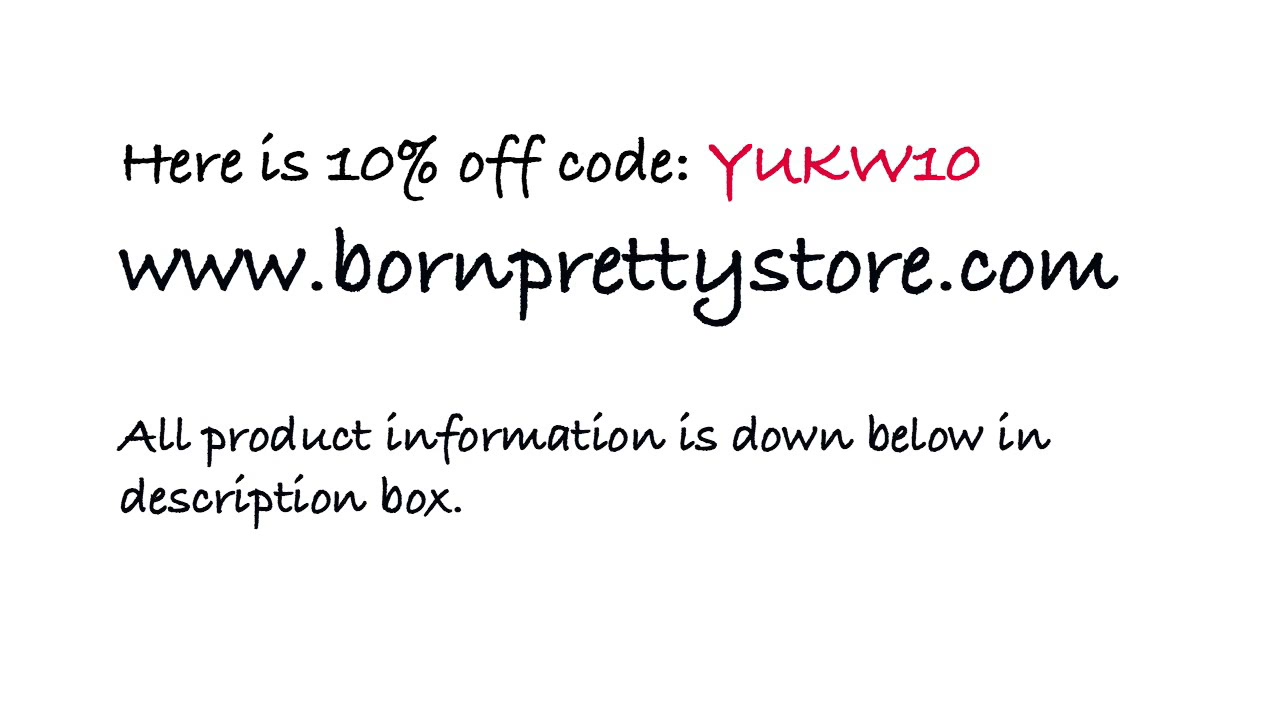 Here is 10% off code: YUKW10
www.bornprettystore.com
All product information is down below in
description box.